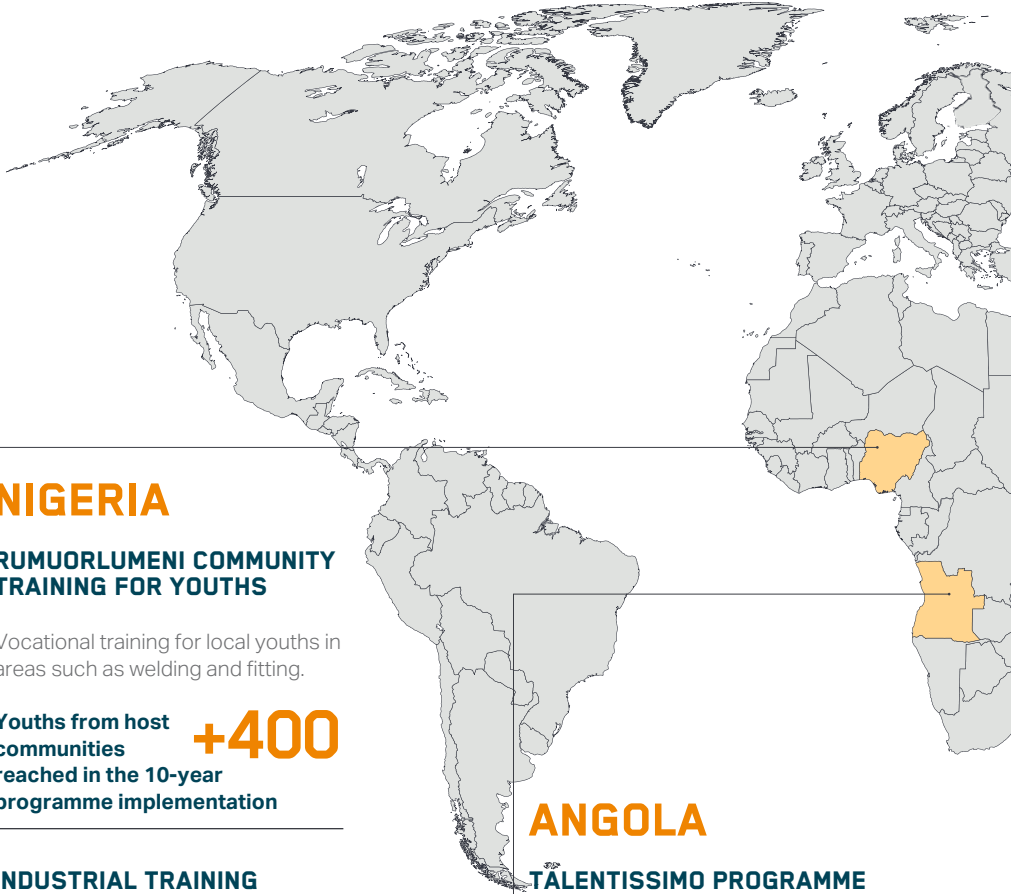 NIGERIA
RUMUORLUMENI COMMUNITY
TRAINING FOR YOUTHS
Vocational training for local youths in
areas such as welding and fitting.
Youths from host
communities
reached in the 10-year
programme implementation
+400
INDUSTRIAL TRAINING
ANGOLA
TALENTISSIMO PROGRAMME